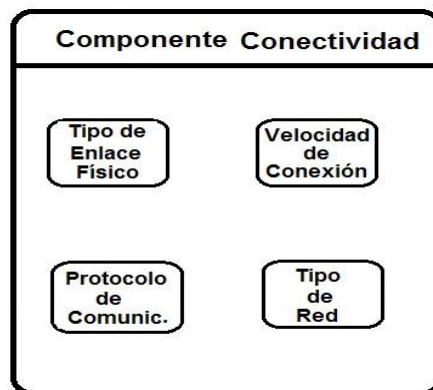 Componente Conectividad
Tipo de
Enlace
Físico
Velocidad
de
Conexión
Protocolo
de
Comunic.
Tipo
de
Red